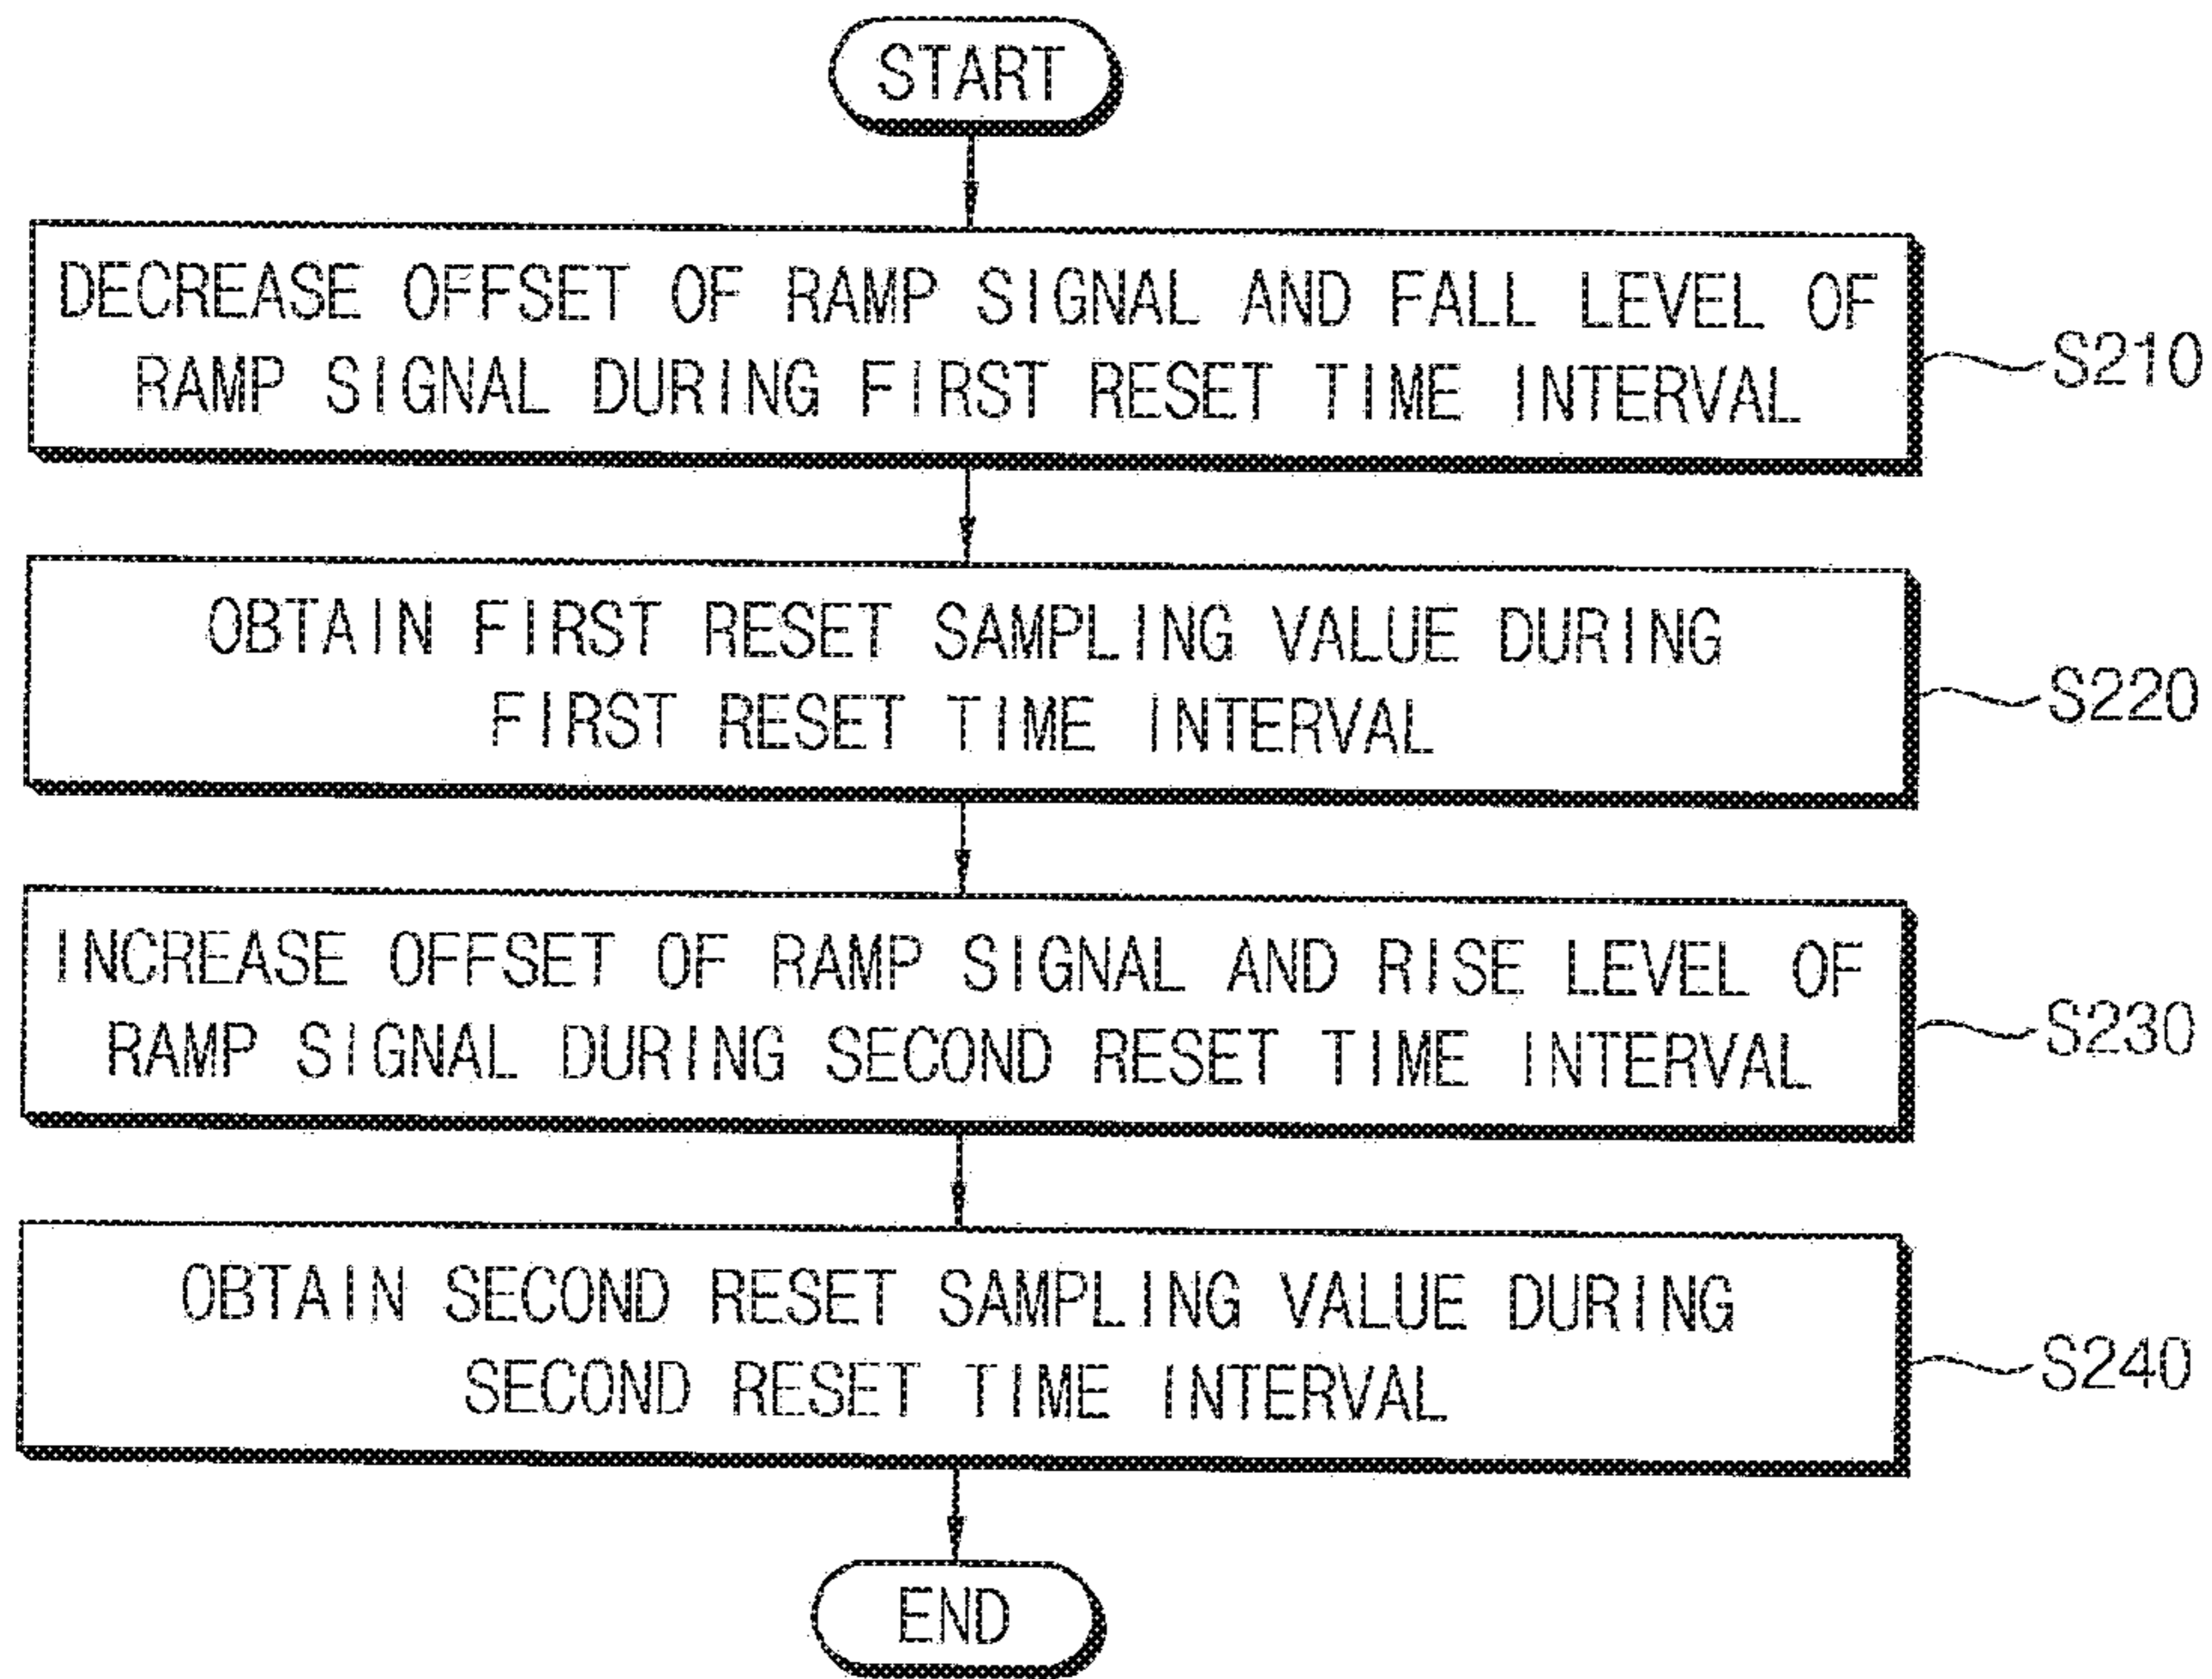 START
DECREASE OFFSET OF RAMP SIGNAL AND FALL LEVEL OF
RAMP SIGNAL DURING FIRST RESET TIME INTERVAL
S210
OBTAIN FIRST RESET SAMPLING VALUE DURING
FIRST RESET TIME INTERVAL
S220
INCREASE OFFSET OF RAMP SIGNAL AND RISE LEVEL OF
RAMP SIGNAL DURING SECOND RESET TIME INTERVAL
S230
OBTAIN SECOND RESET SAMPLING VALUE DURING
SECOND RESET TIME INTERVAL
S240
END